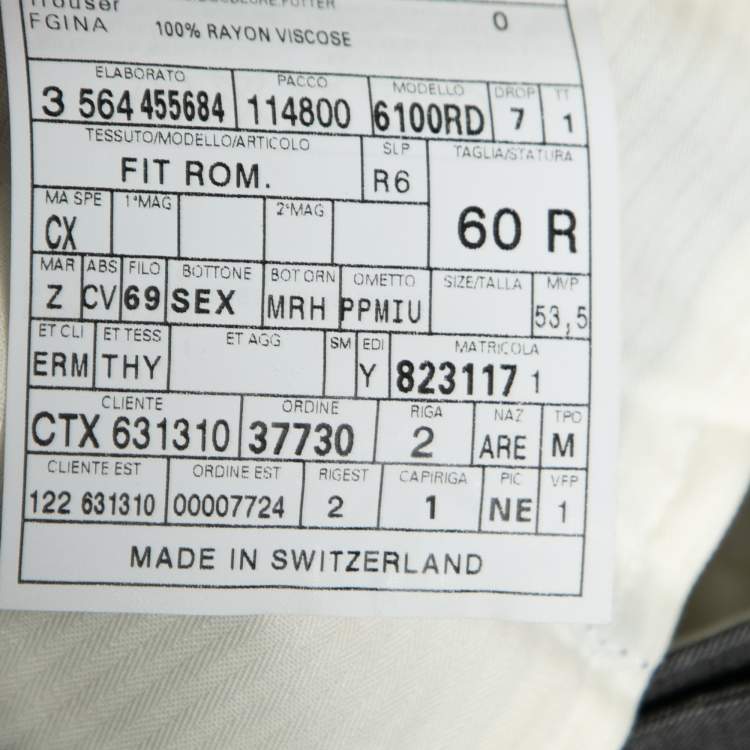 Trouser
0
FGINA 100% RAYON VISCOSE
ELABORATO PACCO MODELLO DROP TT
3 564 455684 114800 6100RD 7 1
TESSUTO/MODELLO/ARTICOLO SLP TAGLIA/STATURA
FIT ROM. R6 60 R
MA SPE 1ªMAG 2ªMAG
CX
MAR ABS FILO BOTTONE BOT ORN OMETTO SIZE/TALLA MVP
Z CV 69 SEX MRH PPMIU 53,5
ET CLI ET TESS ET AGG SM EDI MATRICOLA
ERM THY Y 823117 1
CLIENTE ORDINE RIGA NAZ TPO
CTX 631310 37730 2 ARE M
CLIENTE EST ORDINE EST RIGEST CAPIRIGA PIC VFP
122 631310 00007724 2 1 NE 1
MADE IN SWITZERLAND